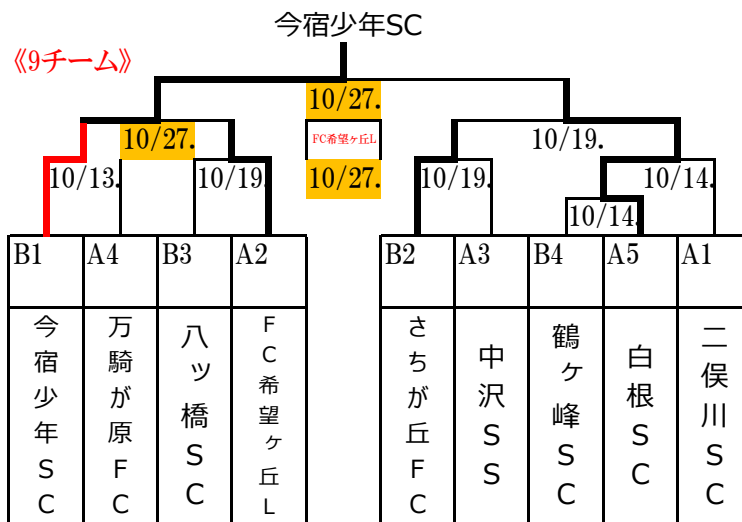 今宿少年SC
《9チーム》
10/27.
10/27.
FC希望ヶ丘L
10/19.
10/13.
10/19.
10/27.
10/19.
10/14.
10/14.
B1
A4
B3
A2
B2
A3
B4
A5
A1
今宿少年SC
万騎が原FC
八ッ橋SC
FC希望ヶ丘L
さちが丘FC
中沢SS
鶴ヶ峰SC
白根SC
二俣川SC